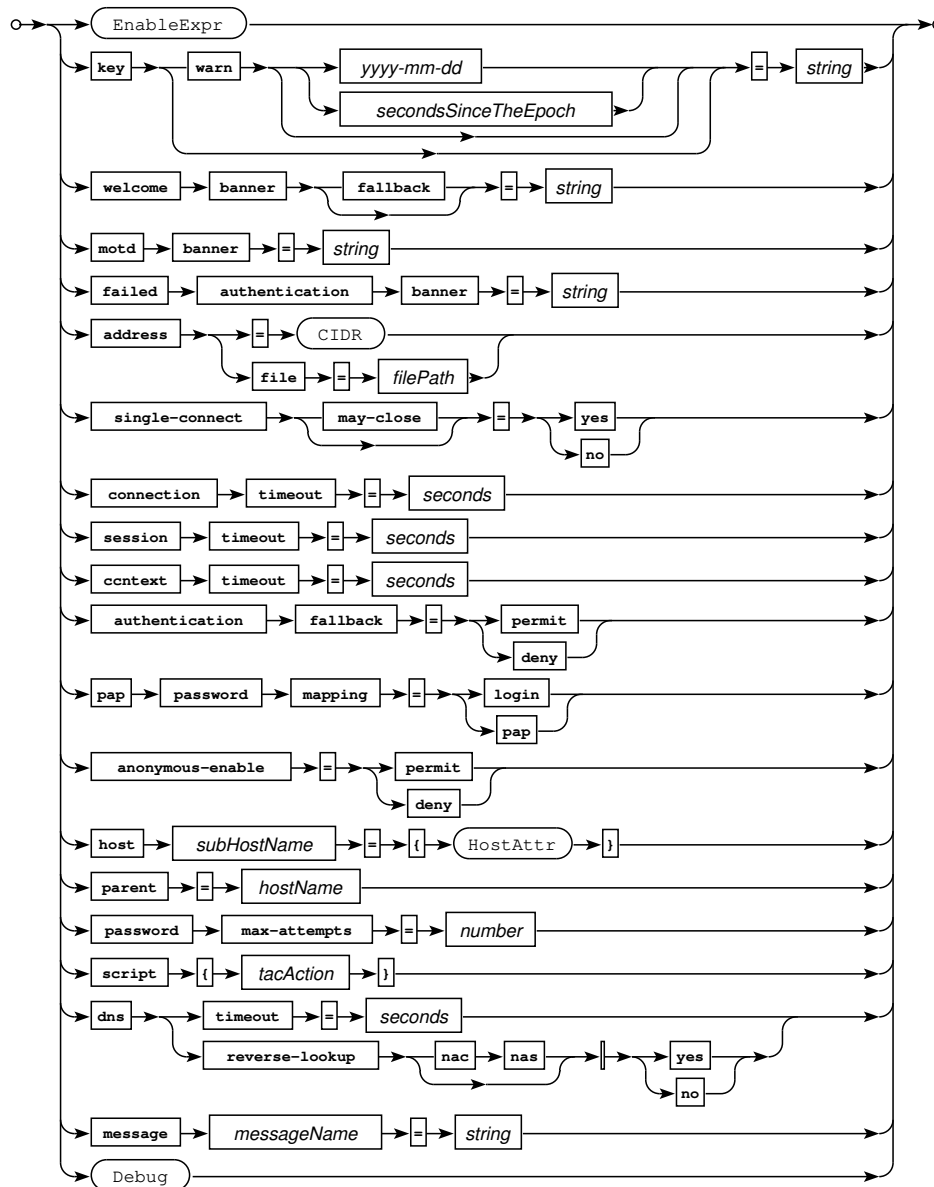 EnableExpr
key warn yyyy-mm-dd = string
secondsSinceTheEpoch
welcome banner fallback = string
motd banner = string
failed authentication banner = string
address = CIDR
file = filePath
single-connect may-close = yes
no
connection timeout = seconds
session timeout = seconds
ccntext timeout = seconds
authentication fallback = permit
deny
pap password mapping = login
pap
anonymous-enable = permit
deny
host subHostName = { HostAttr }
parent = hostName
password max-attempts = number
script { tacAction }
dns timeout = seconds
reverse-lookup nac nas yes
no
message messageName = string
Debug